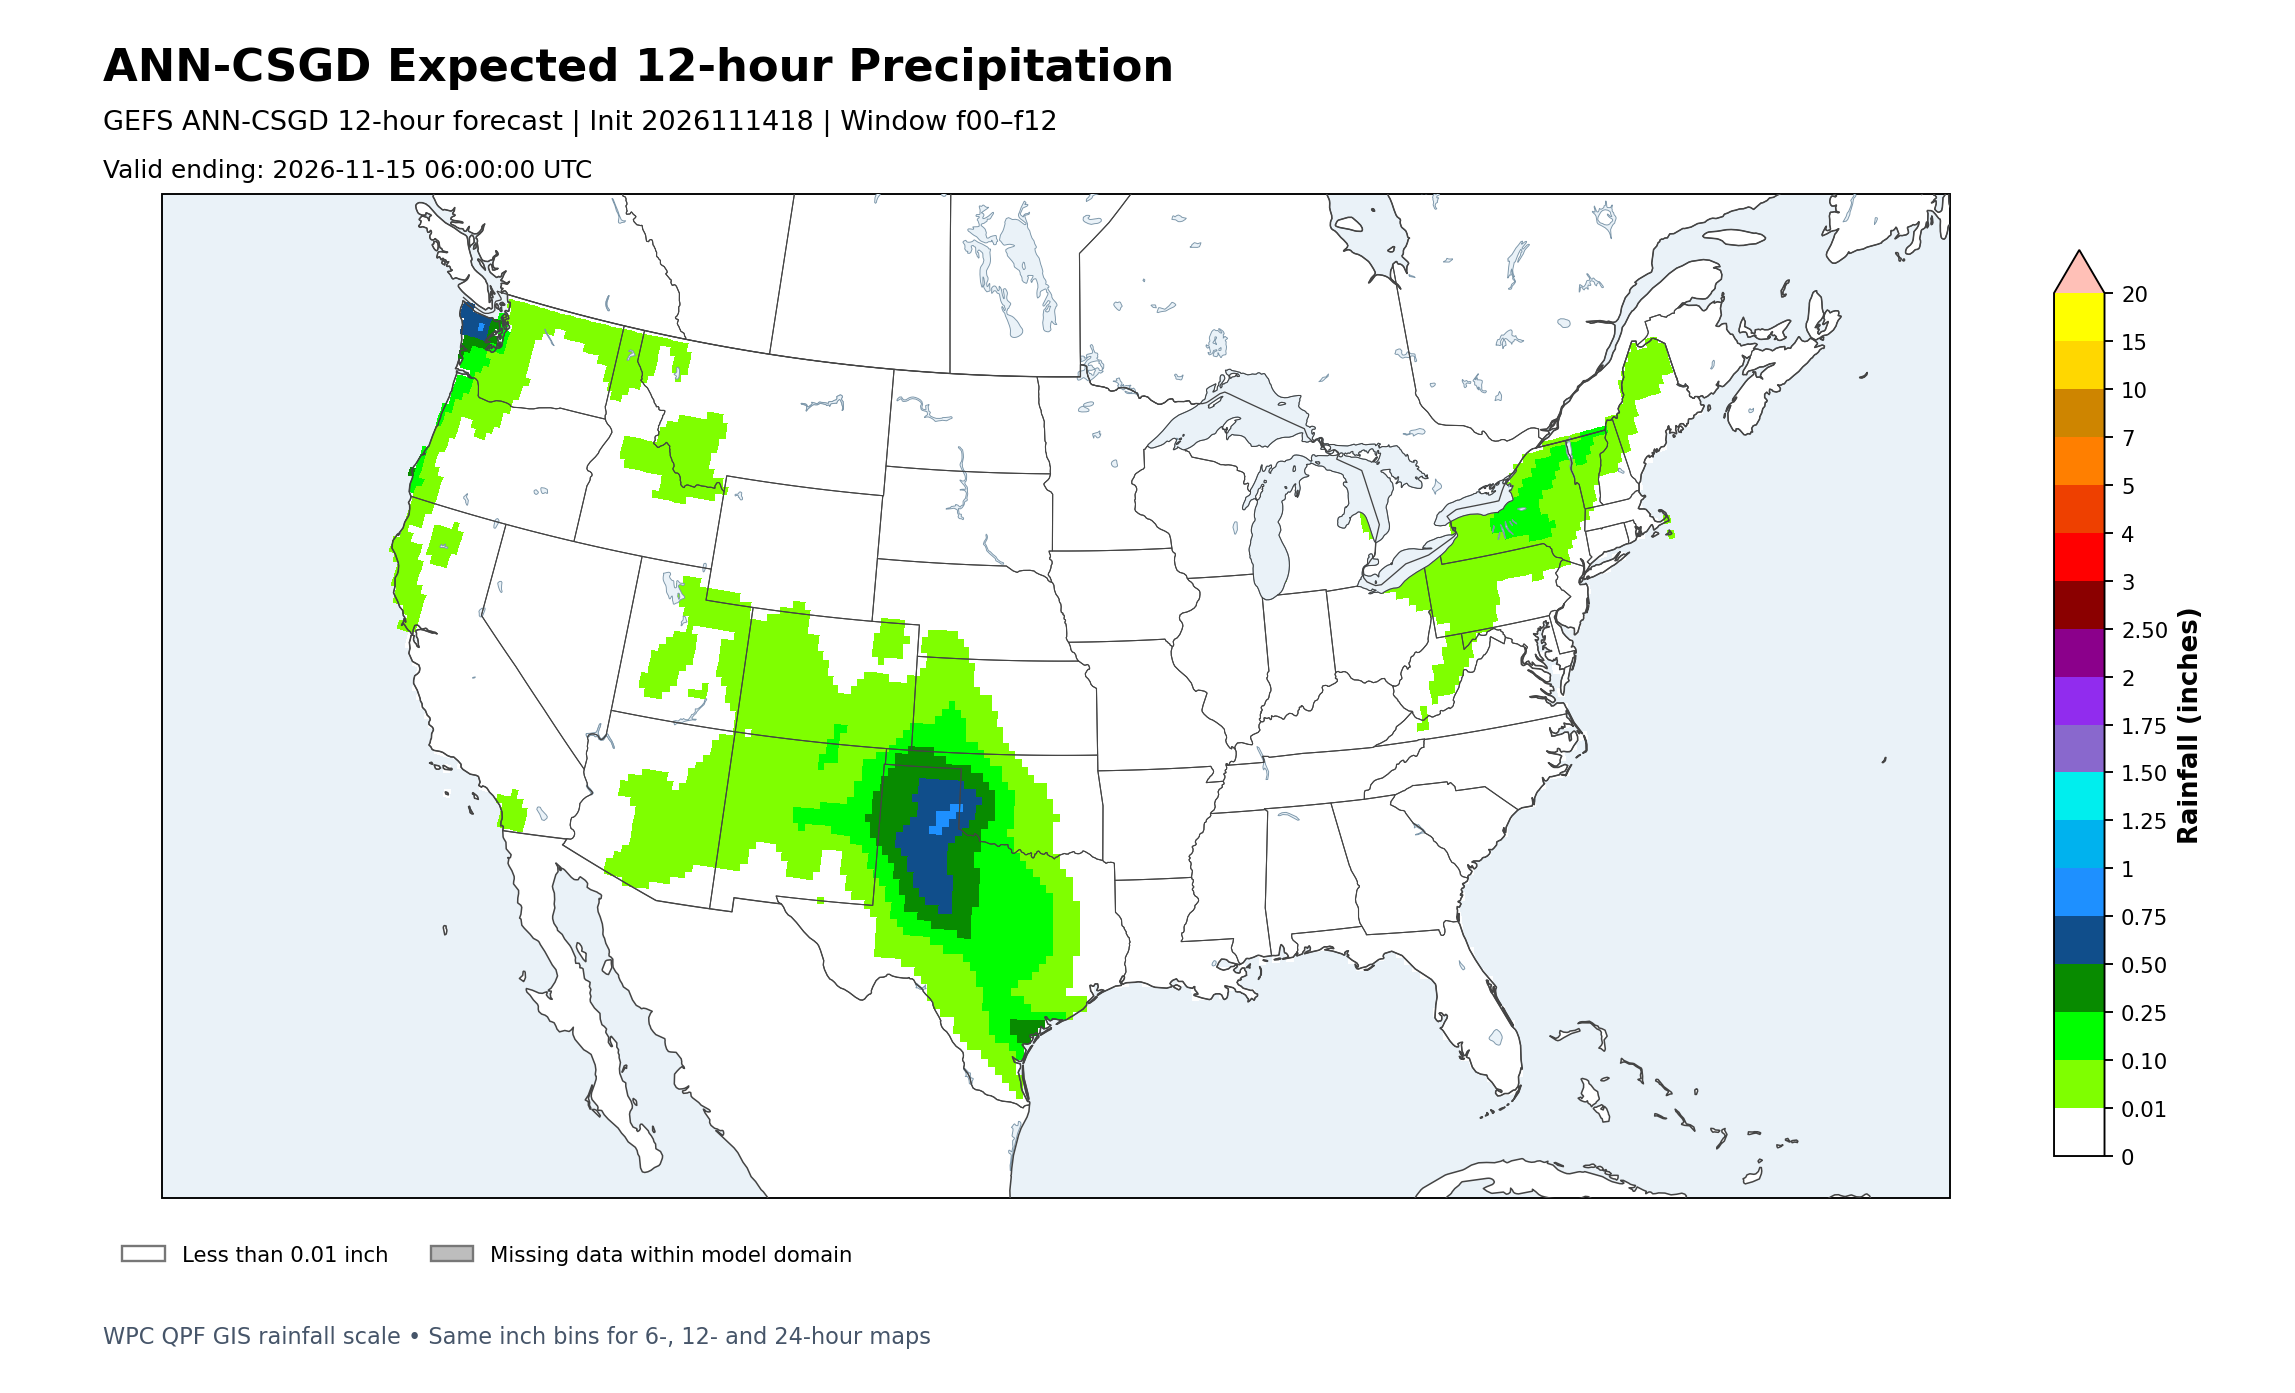 ANN-CSGD Expected 12-hour Precipitation
GEFS ANN-CSGD 12-hour forecast | Init 2026111418 | Window f00–f12
Valid ending: 2026-11-15 06:00:00 UTC
20
15
10
7
5
4
3
2.50
2
1.75
1.50
1.25
1
0.75
0.50
0.25
0.10
0.01
0
Rainfall (inches)
Less than 0.01 inch
Missing data within model domain
WPC QPF GIS rainfall scale • Same inch bins for 6-, 12- and 24-hour maps